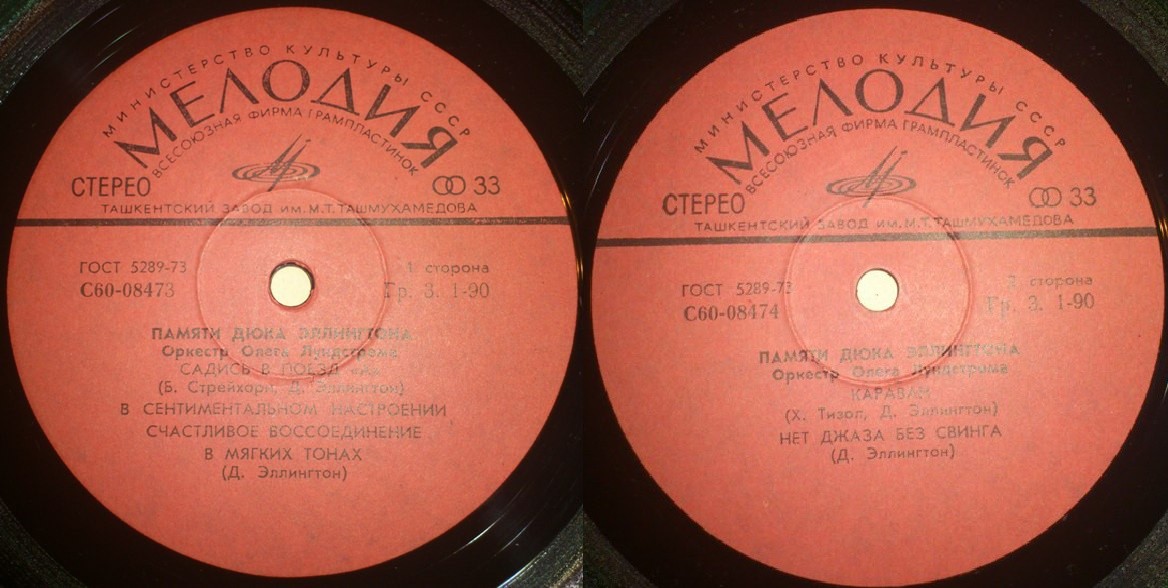 МИНИСТЕРСТВО КУЛЬТУРЫ СССР
МЕЛОДИЯ
ВСЕСОЮЗНАЯ ФИРМА ГРАМПЛАСТИНОК
СТЕРЕО
33
ТАШКЕНТСКИЙ ЗАВОД ИМ. М.Т. ТАШМУХАМЕДОВА
ГОСТ 5289-73
1 сторона
С60-08473
Гр. 3. 1-90
ПАМЯТИ ДЮКА ЭЛЛИНГТОНА
Оркестр Олега Лундстрема
САДИСЬ В ПОЕЗД «А»
(Б. Стрейхорн, Д. Эллингтон)
В СЕНТИМЕНТАЛЬНОМ НАСТРОЕНИИ
СЧАСТЛИВОЕ ВОССОЕДИНЕНИЕ
В МЯГКИХ ТОНАХ
(Д. Эллингтон)
МИНИСТЕРСТВО КУЛЬТУРЫ СССР
МЕЛОДИЯ
ВСЕСОЮЗНАЯ ФИРМА ГРАМПЛАСТИНОК
СТЕРЕО
33
ТАШКЕНТСКИЙ ЗАВОД ИМ. М.Т. ТАШМУХАМЕДОВА
ГОСТ 5289-73
2 сторона
С60-08474
Гр. 3. 1-90
ПАМЯТИ ДЮКА ЭЛЛИНГТОНА
Оркестр Олега Лундстрома
КАРАВАН
(Х. Тизол, Д. Эллингтон)
НЕТ ДЖАЗА БЕЗ СВИНГА
(Д. Эллингтон)